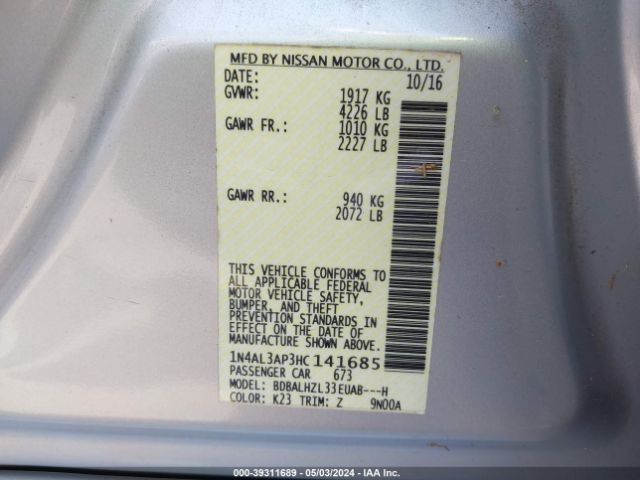 MFD BY NISSAN MOTOR CO., LTD.
DATE: 10/16
GVWR: 1917 KG
4226 LB
GAWR FR.: 1010 KG
2227 LB
GAWR RR.: 940 KG
2072 LB
THIS VEHICLE CONFORMS TO
ALL APPLICABLE FEDERAL
MOTOR VEHICLE SAFETY,
BUMPER, AND THEFT
PREVENTION STANDARDS IN
EFFECT ON THE DATE OF
MANUFACTURE SHOWN ABOVE.
1N4AL3AP3HC141685
PASSENGER CAR 673
MODEL: BDBALHZL33EUAB---H
COLOR: K23 TRIM: Z 9N00A
000-39311689 - 05/03/2024 - IAA Inc.